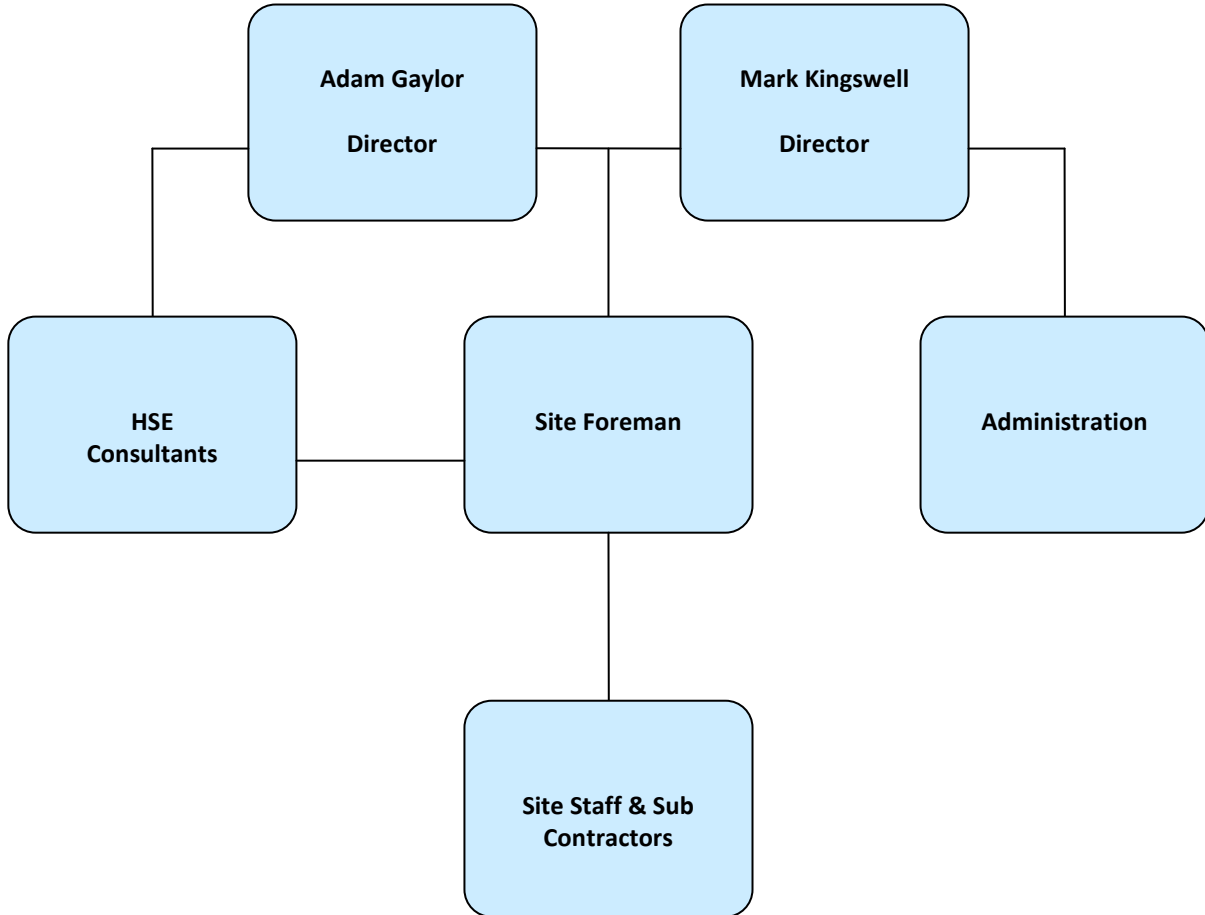 Adam Gaylor
Director
Mark Kingswell
Director
HSE
Consultants
Site Foreman
Administration
Site Staff & Sub
Contractors